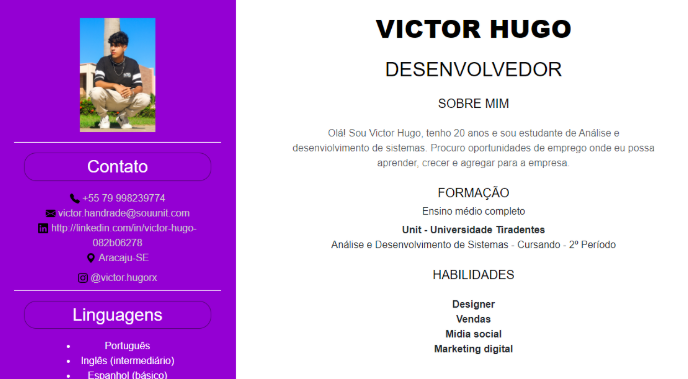 Contato
+55 79 998239774
victor.handrade@souunit.com
http://linkedin.com/in/victor-hugo-
082b06278
Aracaju-SE
@victor.hugorx
Linguagens
Português
Inglês (intermediário)
Espanhol (básico)
VICTOR HUGO
DESENVOLVEDOR
SOBRE MIM
Olá! Sou Victor Hugo, tenho 20 anos e sou estudante de Análise e
desenviolvimento de sistemas. Procuro oportunidades de emprego onde eu possa
aprender, crecer e agregar para a empresa.
FORMAÇÃO
Ensino médio completo
Unit - Universidade Tiradentes
Análise e Desenvolvimento de Sistemas - Cursando - 2º Período
HABILIDADES
Designer
Vendas
Midia social
Marketing digital